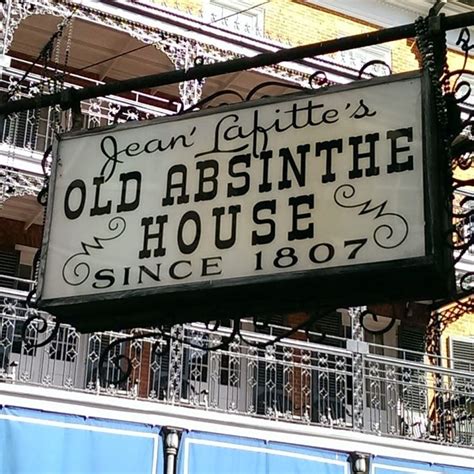 Jean' Lafitte's
OLD ABSINTHE
HOUSE
SINCE 1807